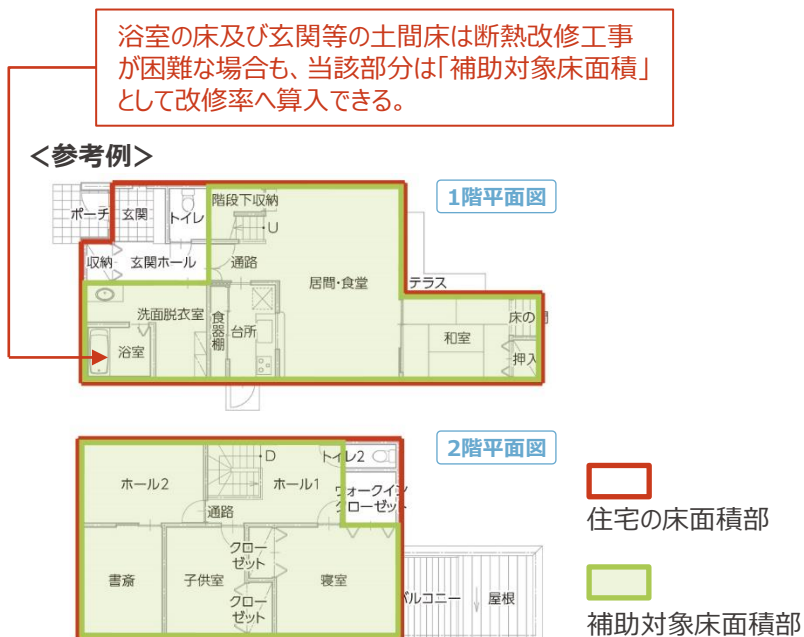 浴室の床及び玄関等の土間床は断熱改修工事
が困難な場合も、当該部分は「補助対象床面積」
として改修率へ算入できる。
＜参考例＞
1階平面図
ポーチ
玄関
トイレ
階段下収納
U
収納
玄関ホール
通路
居間・食堂
テラス
洗面脱衣室
食器棚
台所
浴室
和室
床の間
押入
2階平面図
ホール2
D
ホール1
トイレ2
ウォークイン
クローゼット
通路
書斎
子供室
クロー
ゼット
クロー
ゼット
寝室
バルコニー
屋根
住宅の床面積部
補助対象床面積部